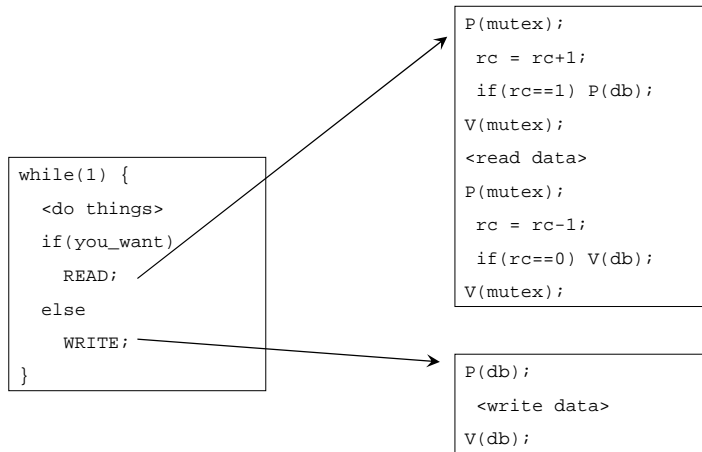 while(1) {
<do things>
if(you_want)
READ;
else
WRITE;
}
P(mutex);
rc = rc+1;
if(rc==1) P(db);
V(mutex);
<read data>
P(mutex);
rc = rc-1;
if(rc==0) V(db);
V(mutex);
P(db);
<write data>
V(db);